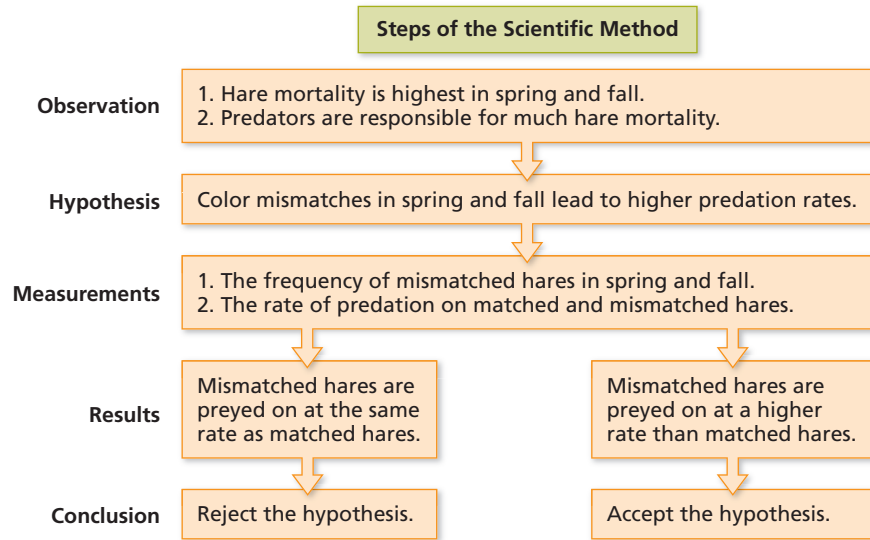 Steps of the Scientific Method
Observation
1. Hare mortality is highest in spring and fall.
2. Predators are responsible for much hare mortality.
Hypothesis
Color mismatches in spring and fall lead to higher predation rates.
Measurements
1. The frequency of mismatched hares in spring and fall.
2. The rate of predation on matched and mismatched hares.
Results
Mismatched hares are
preyed on at the same
rate as matched hares.
Mismatched hares are
preyed on at a higher
rate than matched hares.
Conclusion
Reject the hypothesis.
Accept the hypothesis.